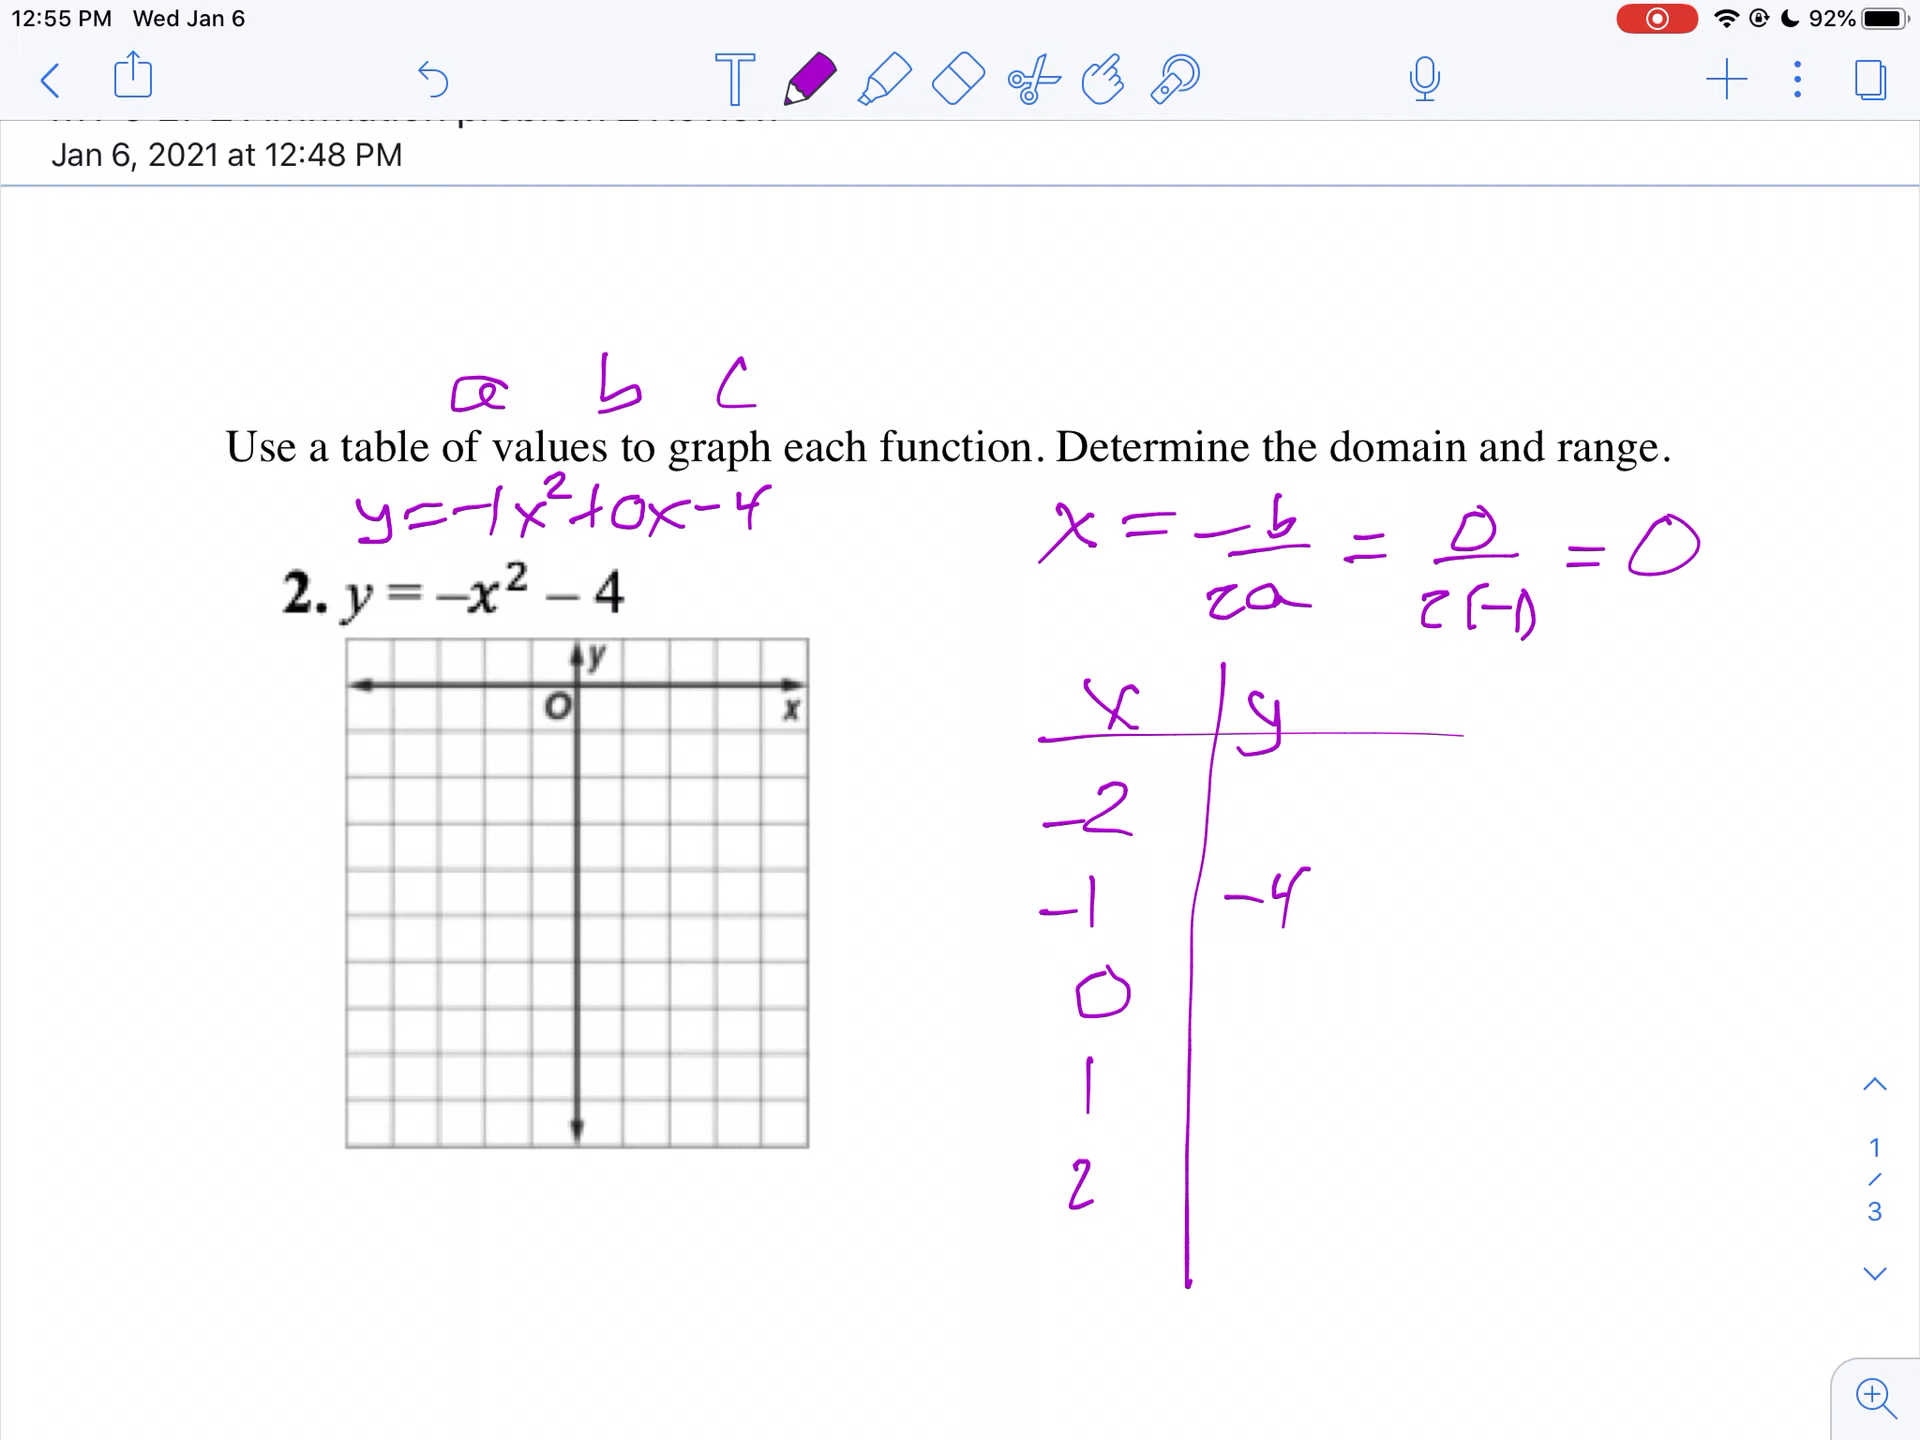 12:55 PM Wed Jan 6
92%
Jan 6, 2021 at 12:48 PM
a b c
Use a table of values to graph each function. Determine the domain and range.
y=-1x²+0x-4
x = -b/2a = 0/2(-1) = 0
2. y = –x² – 4
y
O
x
x y
-2
-1 -4
0
1
2
1
/
3